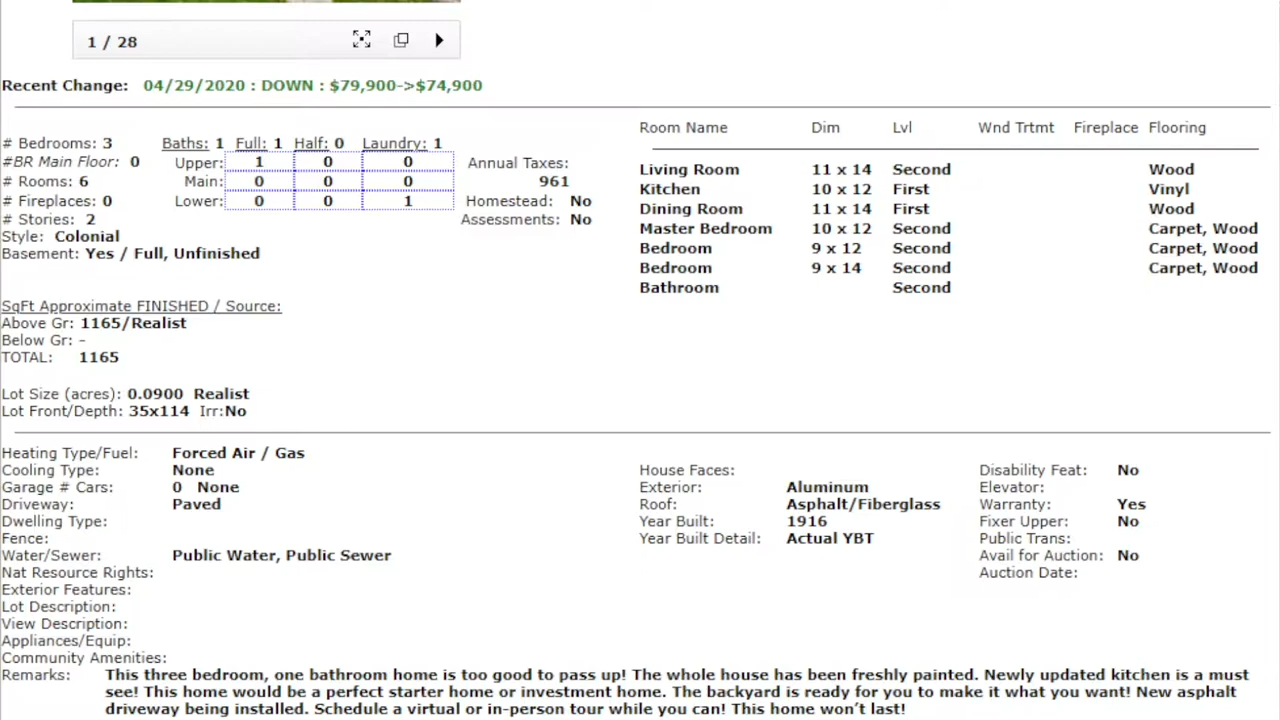 1 / 28
Recent Change: 04/29/2020 : DOWN : $79,900->$74,900
# Bedrooms: 3 Baths: 1 Full: 1 Half: 0 Laundry: 1
#BR Main Floor: 0 Upper: 1 0 0 Annual Taxes:
# Rooms: 6 Main: 0 0 0 961
# Fireplaces: 0 Lower: 0 0 1 Homestead: No
# Stories: 2 Assessments: No
Style: Colonial
Basement: Yes / Full, Unfinished
SqFt Approximate FINISHED / Source:
Above Gr: 1165/Realist
Below Gr: -
TOTAL: 1165
Lot Size (acres): 0.0900 Realist
Lot Front/Depth: 35x114 Irr:No
Room Name Dim Lvl Wnd Trtmt Fireplace Flooring
Living Room 11 x 14 Second Wood
Kitchen 10 x 12 First Vinyl
Dining Room 11 x 14 First Wood
Master Bedroom 10 x 12 Second Carpet, Wood
Bedroom 9 x 12 Second Carpet, Wood
Bedroom 9 x 14 Second Carpet, Wood
Bathroom Second
Heating Type/Fuel: Forced Air / Gas
Cooling Type: None
Garage # Cars: 0 None
Driveway: Paved
Dwelling Type:
Fence:
Water/Sewer: Public Water, Public Sewer
Nat Resource Rights:
Exterior Features:
Lot Description:
View Description:
Appliances/Equip:
Community Amenities:
House Faces:
Exterior: Aluminum
Roof: Asphalt/Fiberglass
Year Built: 1916
Year Built Detail: Actual YBT
Disability Feat: No
Elevator:
Warranty: Yes
Fixer Upper: No
Public Trans:
Avail for Auction: No
Auction Date:
Remarks: This three bedroom, one bathroom home is too good to pass up! The whole house has been freshly painted. Newly updated kitchen is a must
see! This home would be a perfect starter home or investment home. The backyard is ready for you to make it what you want! New asphalt
driveway being installed. Schedule a virtual or in-person tour while you can! This home won’t last!